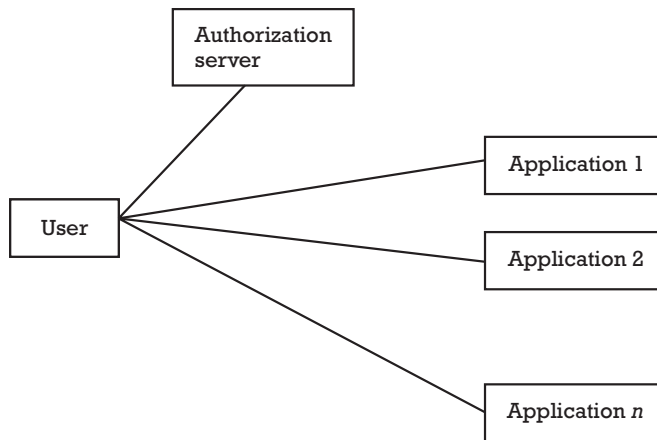 Authorization
server
Application 1
User
Application 2
Application n